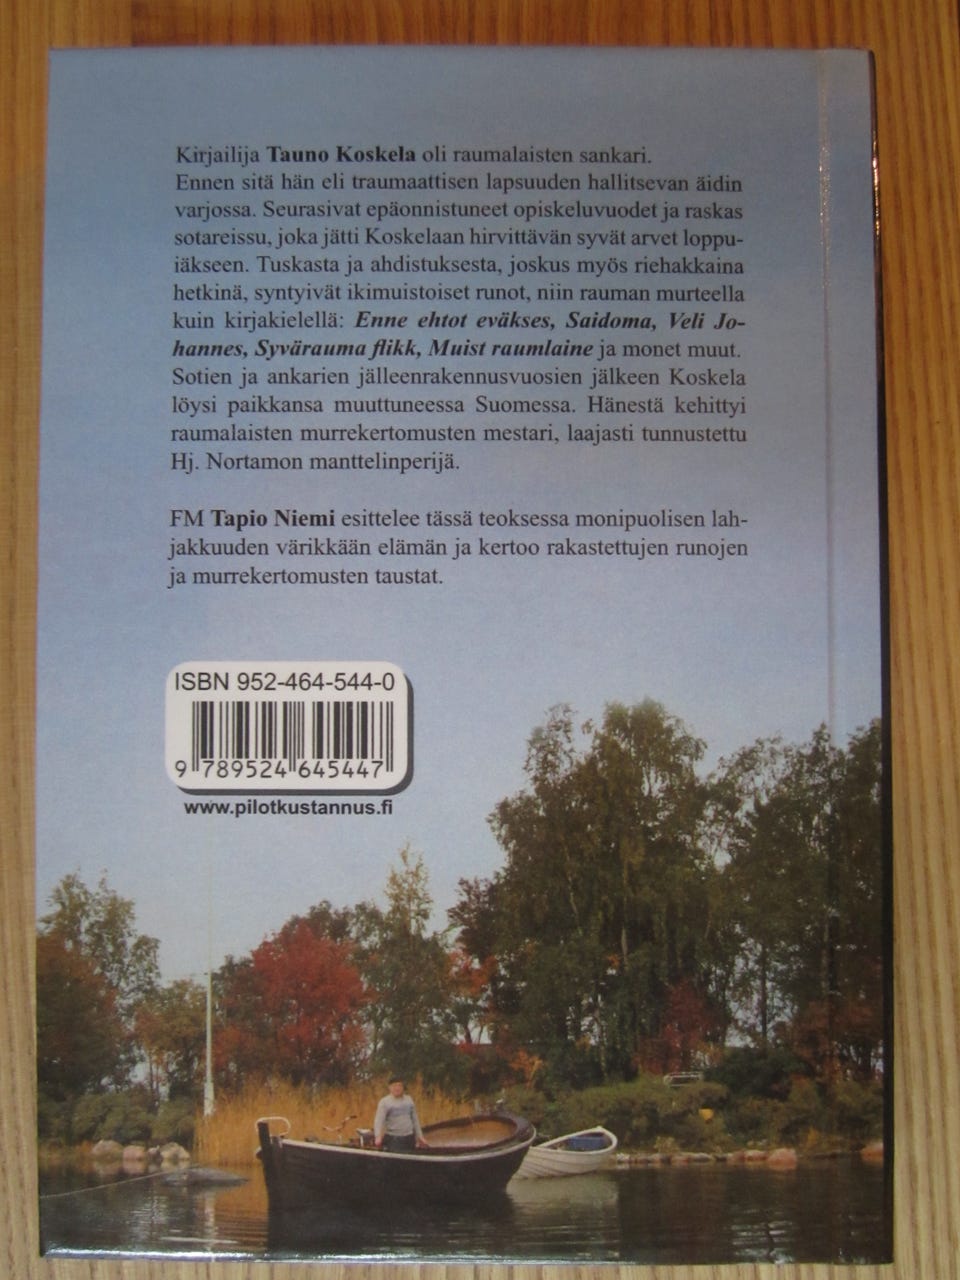 Kirjailija Tauno Koskela oli raumalaisten sankari.
Ennen sitä hän eli traumaattisen lapsuuden hallitsevan äidin
varjossa. Seurasivat epäonnistuneet opiskeluvuodet ja raskas
sotareissu, joka jätti Koskelaan hirvittävän syvät arvet loppu-
iäkseen. Tuskasta ja ahdistuksesta, joskus myös riehakkaina
hetkinä, syntyivät ikimuistoiset runot, niin rauman murteella
kuin kirjakielellä: Enne ehtot eväkses, Saidoma, Veli Jo-
hannes, Syvärauma flikk, Muist raumlaine ja monet muut.
Sotien ja ankarien jälleenrakennusvuosien jälkeen Koskela
löysi paikkansa muuttuneessa Suomessa. Hänestä kehittyi
raumalaisten murrekertomusten mestari, laajasti tunnustettu
Hj. Nortamon manttelinperijä.
FM Tapio Niemi esittelee tässä teoksessa monipuolisen lah-
jakkuuden värikkään elämän ja kertoo rakastettujen runojen
ja murrekertomusten taustat.
ISBN 952-464-544-0
9 789524 645447
www.pilotkustannus.fi